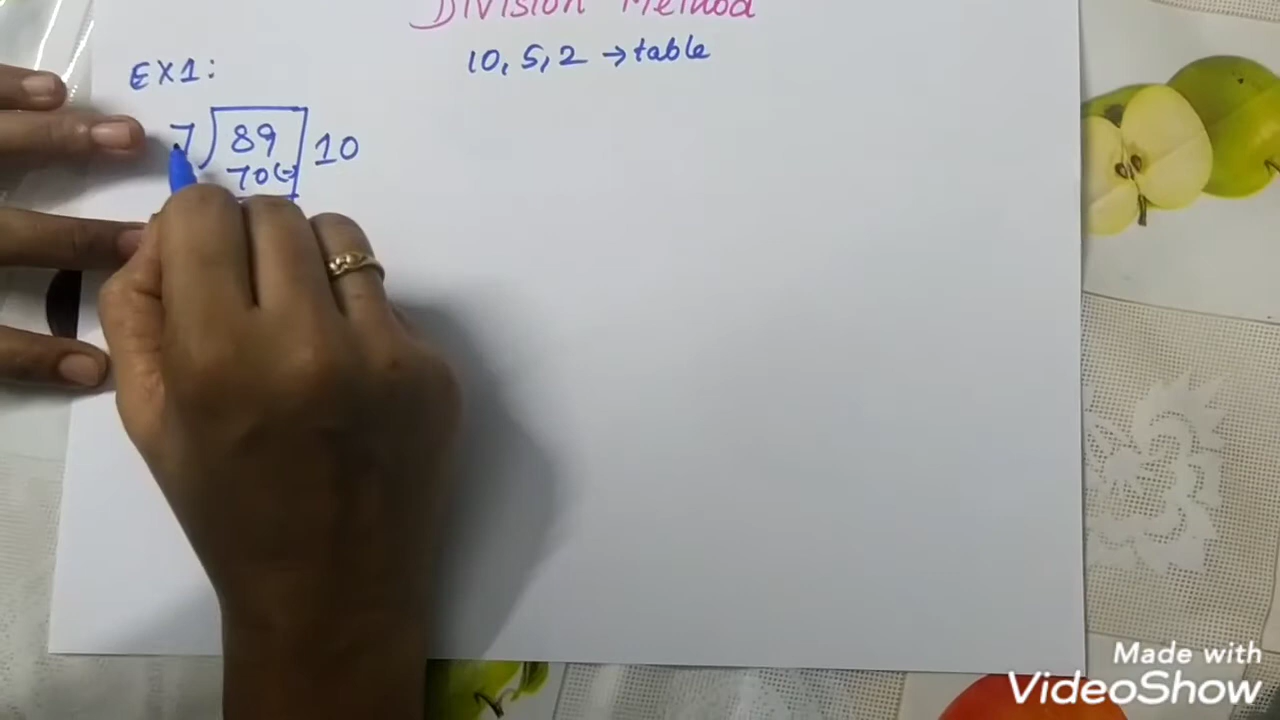 Division Method
10, 5, 2 → table
EX1:
7 ) 89 10
70(-)
Made with
VideoShow